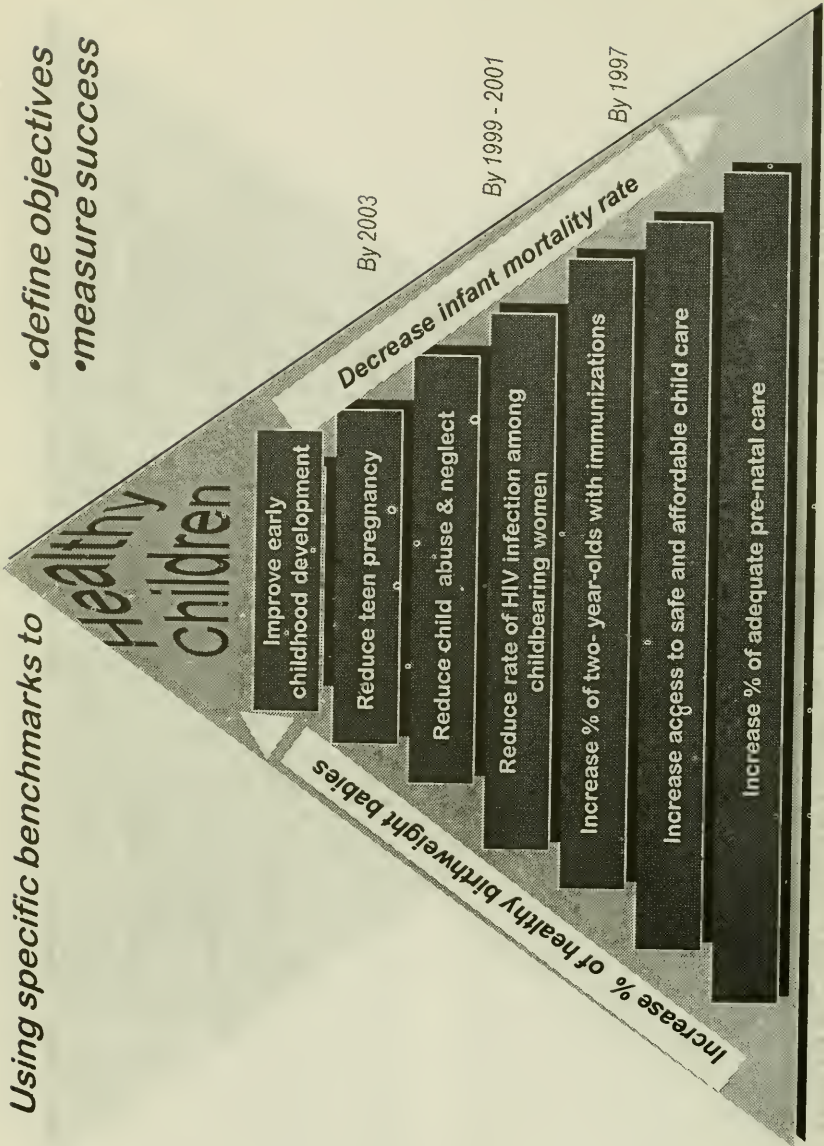 Using specific benchmarks to
•define objectives
•measure success
Healthy
Children
Improve early
childhood development
Reduce teen pregnancy
Reduce child abuse & neglect
Reduce rate of HIV infection among
childbearing women
Increase % of two- year-olds with immunizations
Increase access to safe and affordable child care
Increase % of adequate pre-natal care
Increase % of healthy birthweight babies
Decrease infant mortality rate
By 2003
By 1999 - 2001
By 1997